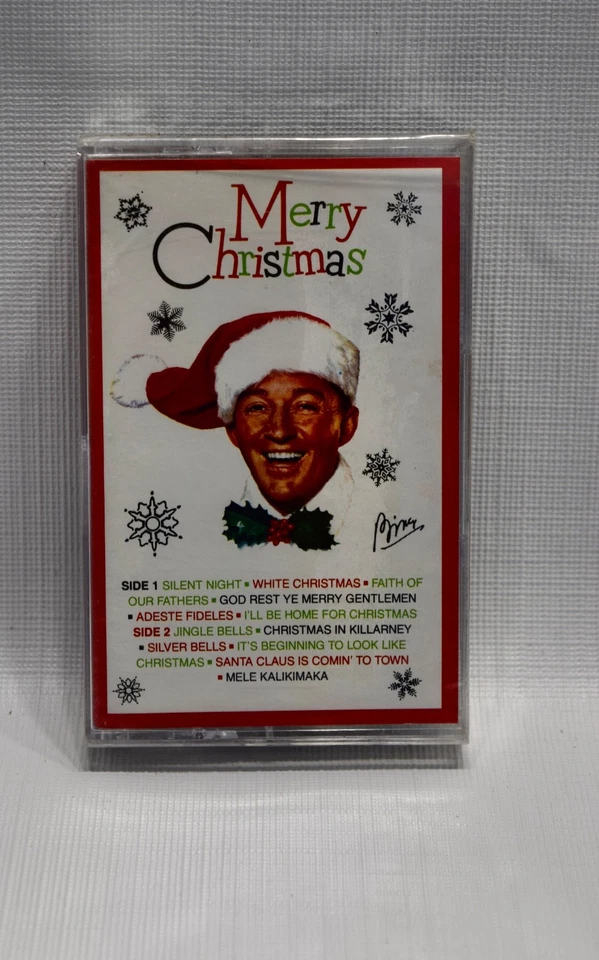 Merry
Christmas
Bing
SIDE 1 SILENT NIGHT ▪ WHITE CHRISTMAS ▪ FAITH OF
OUR FATHERS ▪ GOD REST YE MERRY GENTLEMEN
▪ ADESTE FIDELES ▪ I'LL BE HOME FOR CHRISTMAS
SIDE 2 JINGLE BELLS ▪ CHRISTMAS IN KILLARNEY
▪ SILVER BELLS ▪ IT'S BEGINNING TO LOOK LIKE
CHRISTMAS ▪ SANTA CLAUS IS COMIN' TO TOWN
▪ MELE KALIKIMAKA